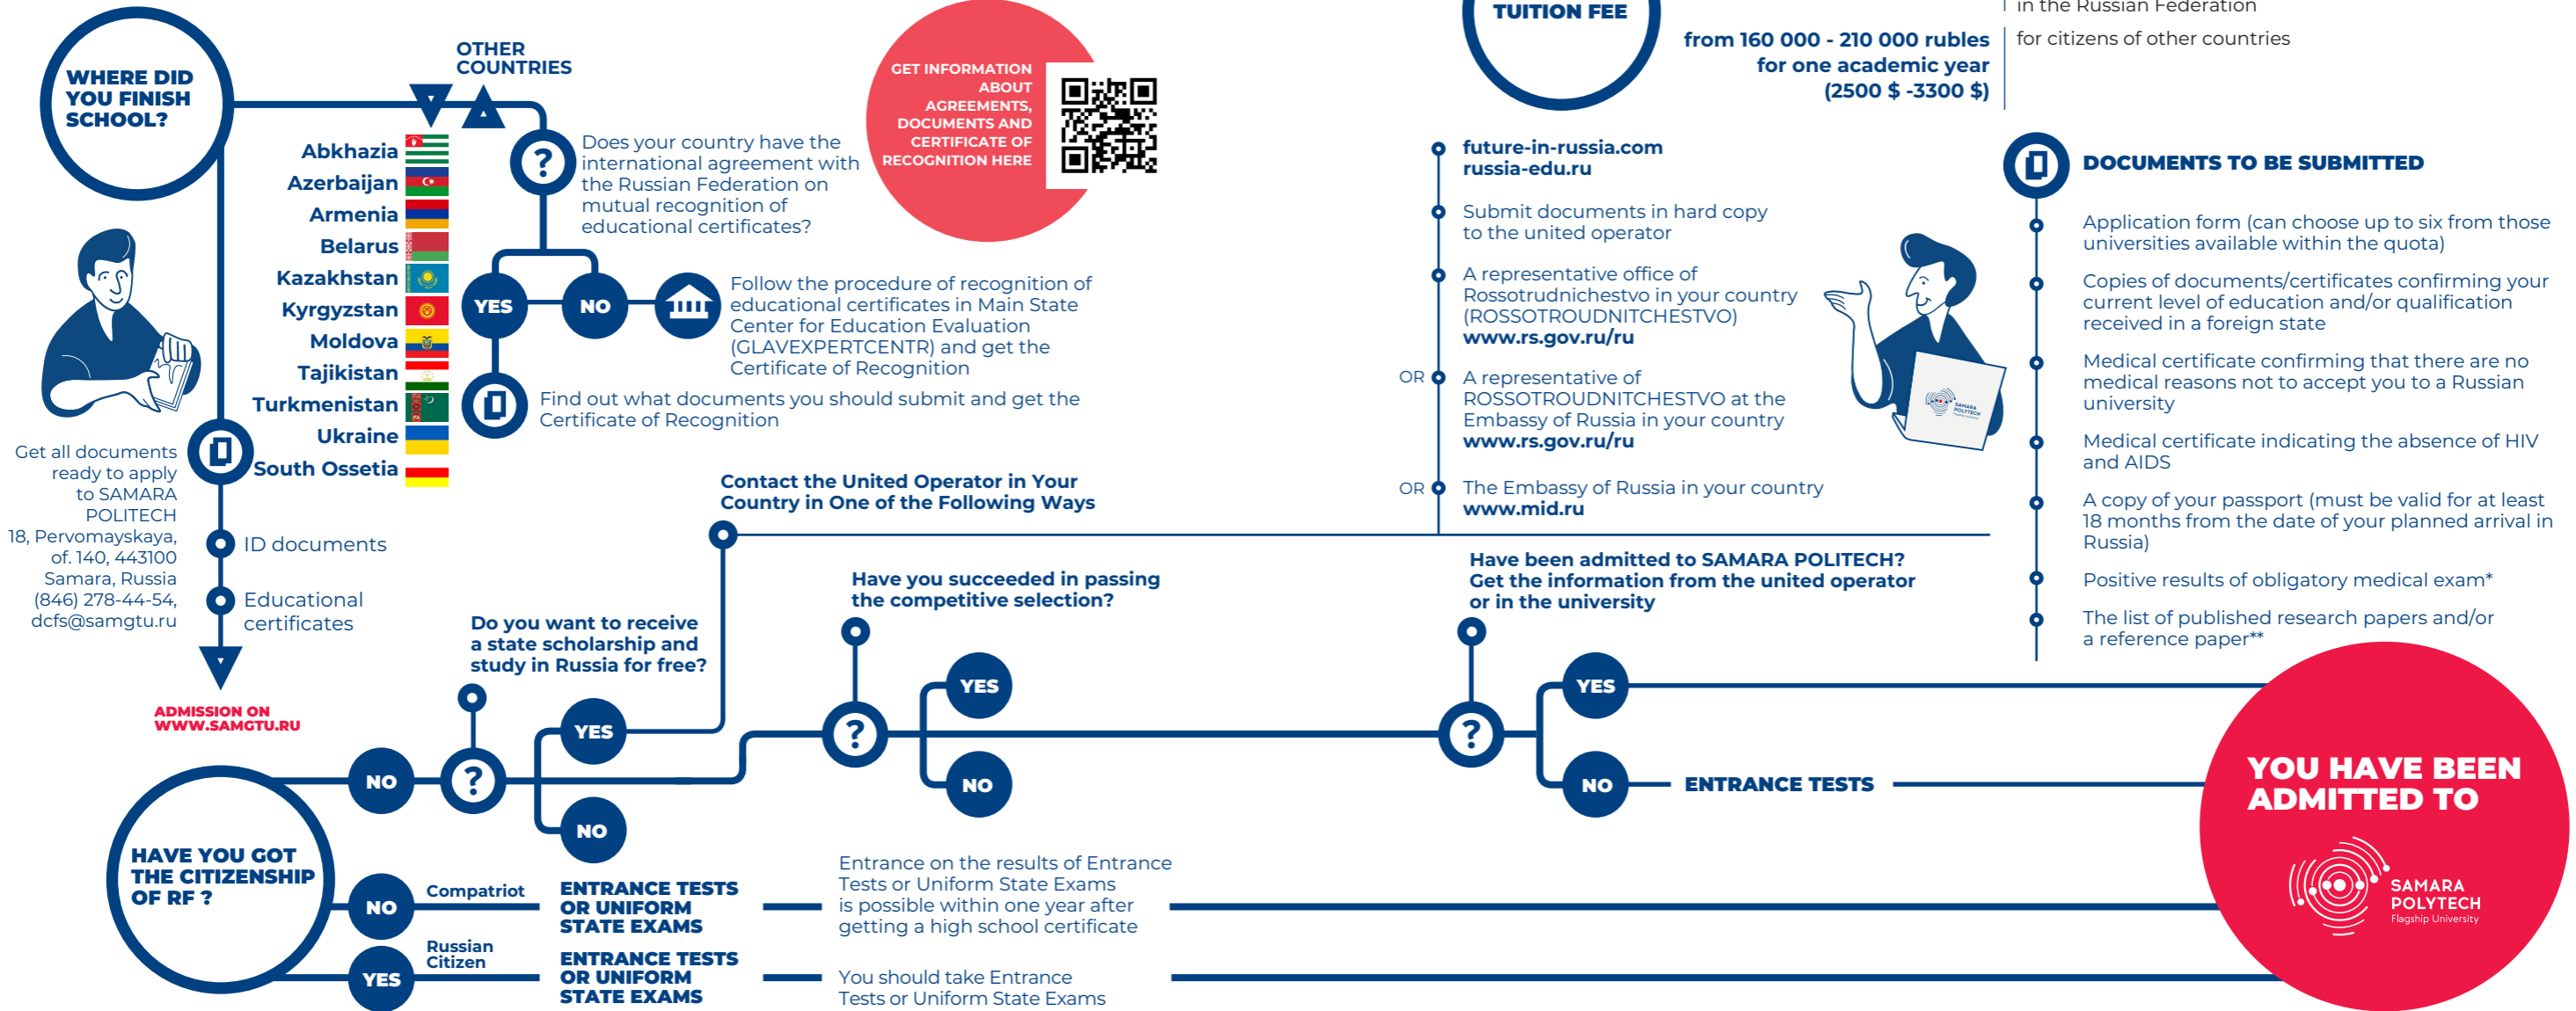 WHERE DID
YOU FINISH
SCHOOL?
OTHER
COUNTRIES
Abkhazia
Azerbaijan
Armenia
Belarus
Kazakhstan
Kyrgyzstan
Moldova
Tajikistan
Turkmenistan
Ukraine
South Ossetia
?
Does your country have the
international agreement with
the Russian Federation on
mutual recognition of
educational certificates?
YES
NO
Follow the procedure of recognition of
educational certificates in Main State
Center for Education Evaluation
(GLAVEXPERTCENTR) and get the
Certificate of Recognition
Find out what documents you should submit and get the
Certificate of Recognition
GET INFORMATION
ABOUT
AGREEMENTS,
DOCUMENTS AND
CERTIFICATE OF
RECOGNITION HERE
Get all documents
ready to apply
to SAMARA
POLITECH
18, Pervomayskaya,
of. 140, 443100
Samara, Russia
(846) 278-44-54,
dcfs@samgtu.ru
ID documents
Educational
certificates
ADMISSION ON
WWW.SAMGTU.RU
TUITION FEE
from 160 000 - 210 000 rubles
for one academic year
(2500 $ -3300 $)
in the Russian Federation
for citizens of other countries
future-in-russia.com
russia-edu.ru
Submit documents in hard copy
to the united operator
A representative office of
Rossotrudnichestvo in your country
(ROSSOTROUDNITCHESTVO)
www.rs.gov.ru/ru
OR
A representative of
ROSSOTROUDNITCHESTVO at the
Embassy of Russia in your country
www.rs.gov.ru/ru
OR
The Embassy of Russia in your country
www.mid.ru
SAMARA
POLYTECH
DOCUMENTS TO BE SUBMITTED
Application form (can choose up to six from those
universities available within the quota)
Copies of documents/certificates confirming your
current level of education and/or qualification
received in a foreign state
Medical certificate confirming that there are no
medical reasons not to accept you to a Russian
university
Medical certificate indicating the absence of HIV
and AIDS
A copy of your passport (must be valid for at least
18 months from the date of your planned arrival in
Russia)
Positive results of obligatory medical exam*
The list of published research papers and/or
a reference paper**
Contact the United Operator in Your
Country in One of the Following Ways
Do you want to receive
a state scholarship and
study in Russia for free?
Have you succeeded in passing
the competitive selection?
Have been admitted to SAMARA POLITECH?
Get the information from the united operator
or in the university
HAVE YOU GOT
THE CITIZENSHIP
OF RF ?
NO
?
YES
NO
?
YES
NO
?
YES
NO
ENTRANCE TESTS
NO
Compatriot
ENTRANCE TESTS
OR UNIFORM
STATE EXAMS
Entrance on the results of Entrance
Tests or Uniform State Exams
is possible within one year after
getting a high school certificate
YES
Russian
Citizen
ENTRANCE TESTS
OR UNIFORM
STATE EXAMS
You should take Entrance
Tests or Uniform State Exams
YOU HAVE BEEN
ADMITTED TO
SAMARA
POLYTECH
Flagship University